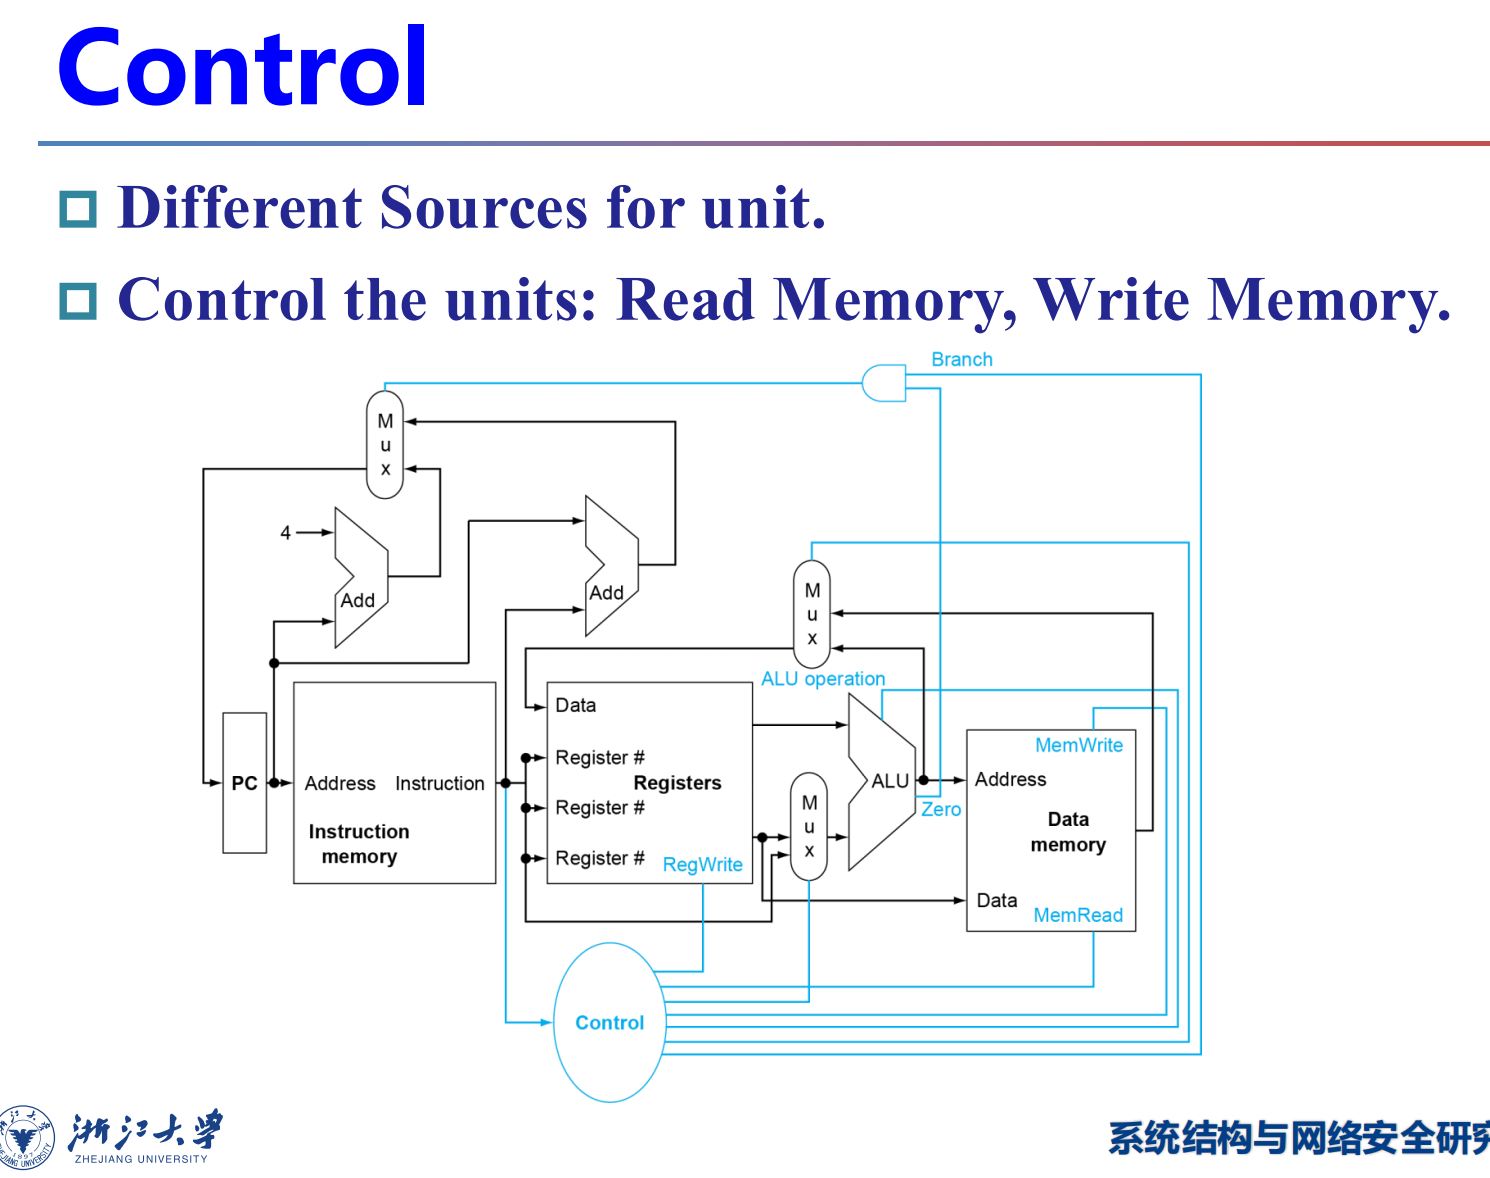 Control
Different Sources for unit.
Control the units: Read Memory, Write Memory.
Branch
M
u
x
4
Add
Add
M
u
x
ALU operation
Data
Register #
Registers
Register #
Register #
RegWrite
PC
Address
Instruction
Instruction
memory
M
u
x
ALU
Zero
MemWrite
Address
Data
memory
Data
MemRead
Control
浙江大学
ZHEJIANG UNIVERSITY
1897
系统结构与网络安全研究